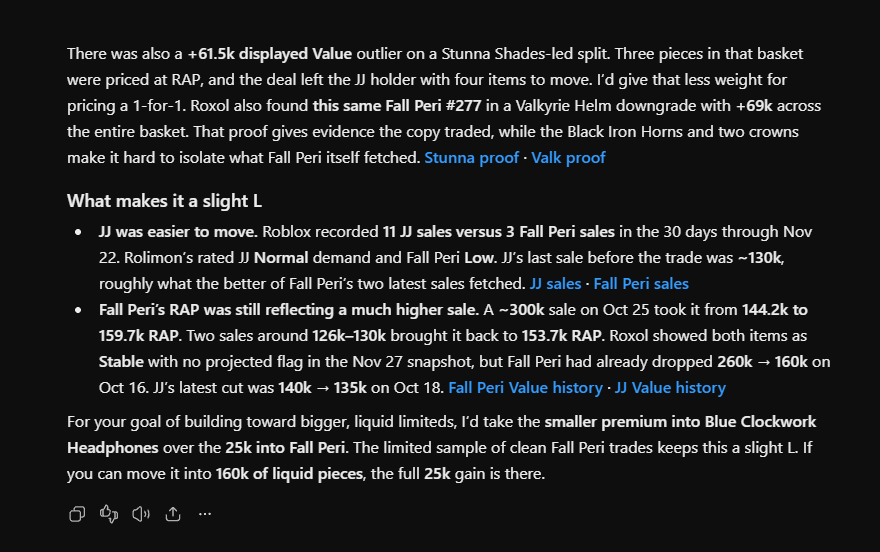 There was also a +61.5k displayed Value outlier on a Stunna Shades-led split. Three pieces in that basket
were priced at RAP, and the deal left the JJ holder with four items to move. I'd give that less weight for
pricing a 1-for-1. Roxol also found this same Fall Peri #277 in a Valkyrie Helm downgrade with +69k across
the entire basket. That proof gives evidence the copy traded, while the Black Iron Horns and two crowns
make it hard to isolate what Fall Peri itself fetched. Stunna proof · Valk proof
What makes it a slight L
• JJ was easier to move. Roblox recorded 11 JJ sales versus 3 Fall Peri sales in the 30 days through Nov
22. Rolimon's rated JJ Normal demand and Fall Peri Low. JJ's last sale before the trade was ~130k,
roughly what the better of Fall Peri's two latest sales fetched. JJ sales · Fall Peri sales
• Fall Peri's RAP was still reflecting a much higher sale. A ~300k sale on Oct 25 took it from 144.2k to
159.7k RAP. Two sales around 126k–130k brought it back to 153.7k RAP. Roxol showed both items as
Stable with no projected flag in the Nov 27 snapshot, but Fall Peri had already dropped 260k → 160k on
Oct 16. JJ's latest cut was 140k → 135k on Oct 18. Fall Peri Value history · JJ Value history
For your goal of building toward bigger, liquid limiteds, I'd take the smaller premium into Blue Clockwork
Headphones over the 25k into Fall Peri. The limited sample of clean Fall Peri trades keeps this a slight L. If
you can move it into 160k of liquid pieces, the full 25k gain is there.